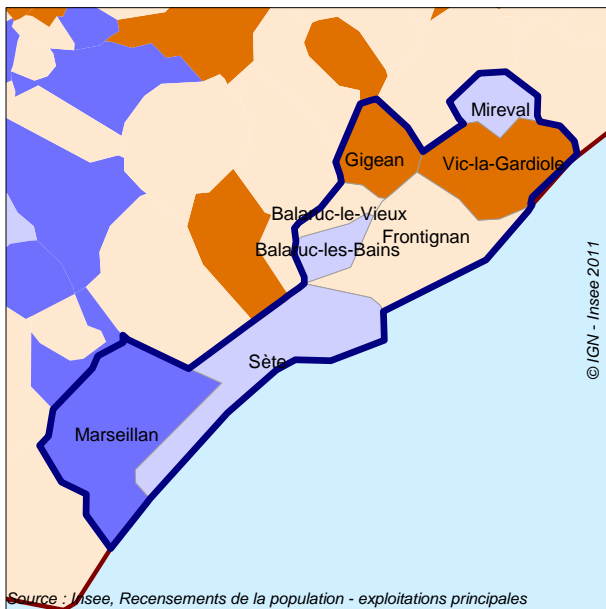 Mireval
Gigean
Vic-la-Gardiole
Balaruc-le-Vieux
Frontignan
Balaruc-les-Bains
Sète
Marseillan
© IGN - Insee 2011
Source : Insee, Recensements de la population - exploitations principales